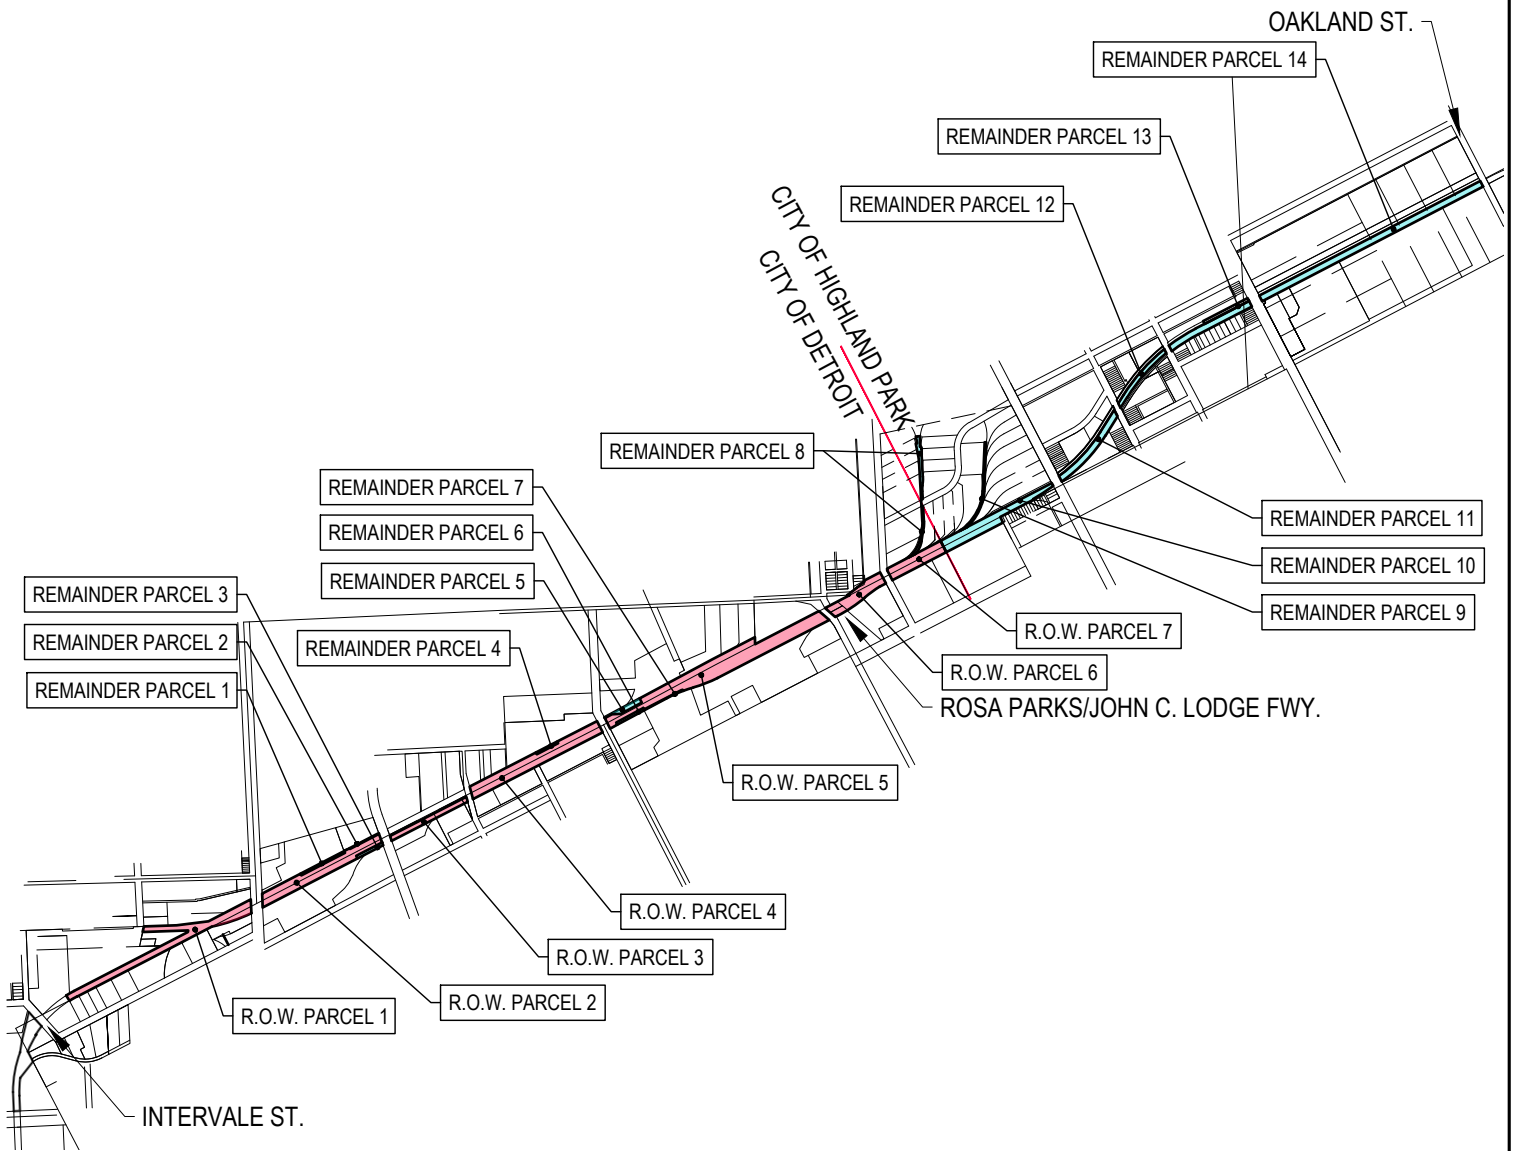 OAKLAND ST.
REMAINDER PARCEL 14
REMAINDER PARCEL 13
REMAINDER PARCEL 12
CITY OF HIGHLAND PARK
CITY OF DETROIT
REMAINDER PARCEL 8
REMAINDER PARCEL 7
REMAINDER PARCEL 6
REMAINDER PARCEL 5
REMAINDER PARCEL 4
REMAINDER PARCEL 3
REMAINDER PARCEL 2
REMAINDER PARCEL 1
REMAINDER PARCEL 11
REMAINDER PARCEL 10
REMAINDER PARCEL 9
R.O.W. PARCEL 7
R.O.W. PARCEL 6
ROSA PARKS/JOHN C. LODGE FWY.
R.O.W. PARCEL 5
R.O.W. PARCEL 4
R.O.W. PARCEL 3
R.O.W. PARCEL 2
R.O.W. PARCEL 1
INTERVALE ST.